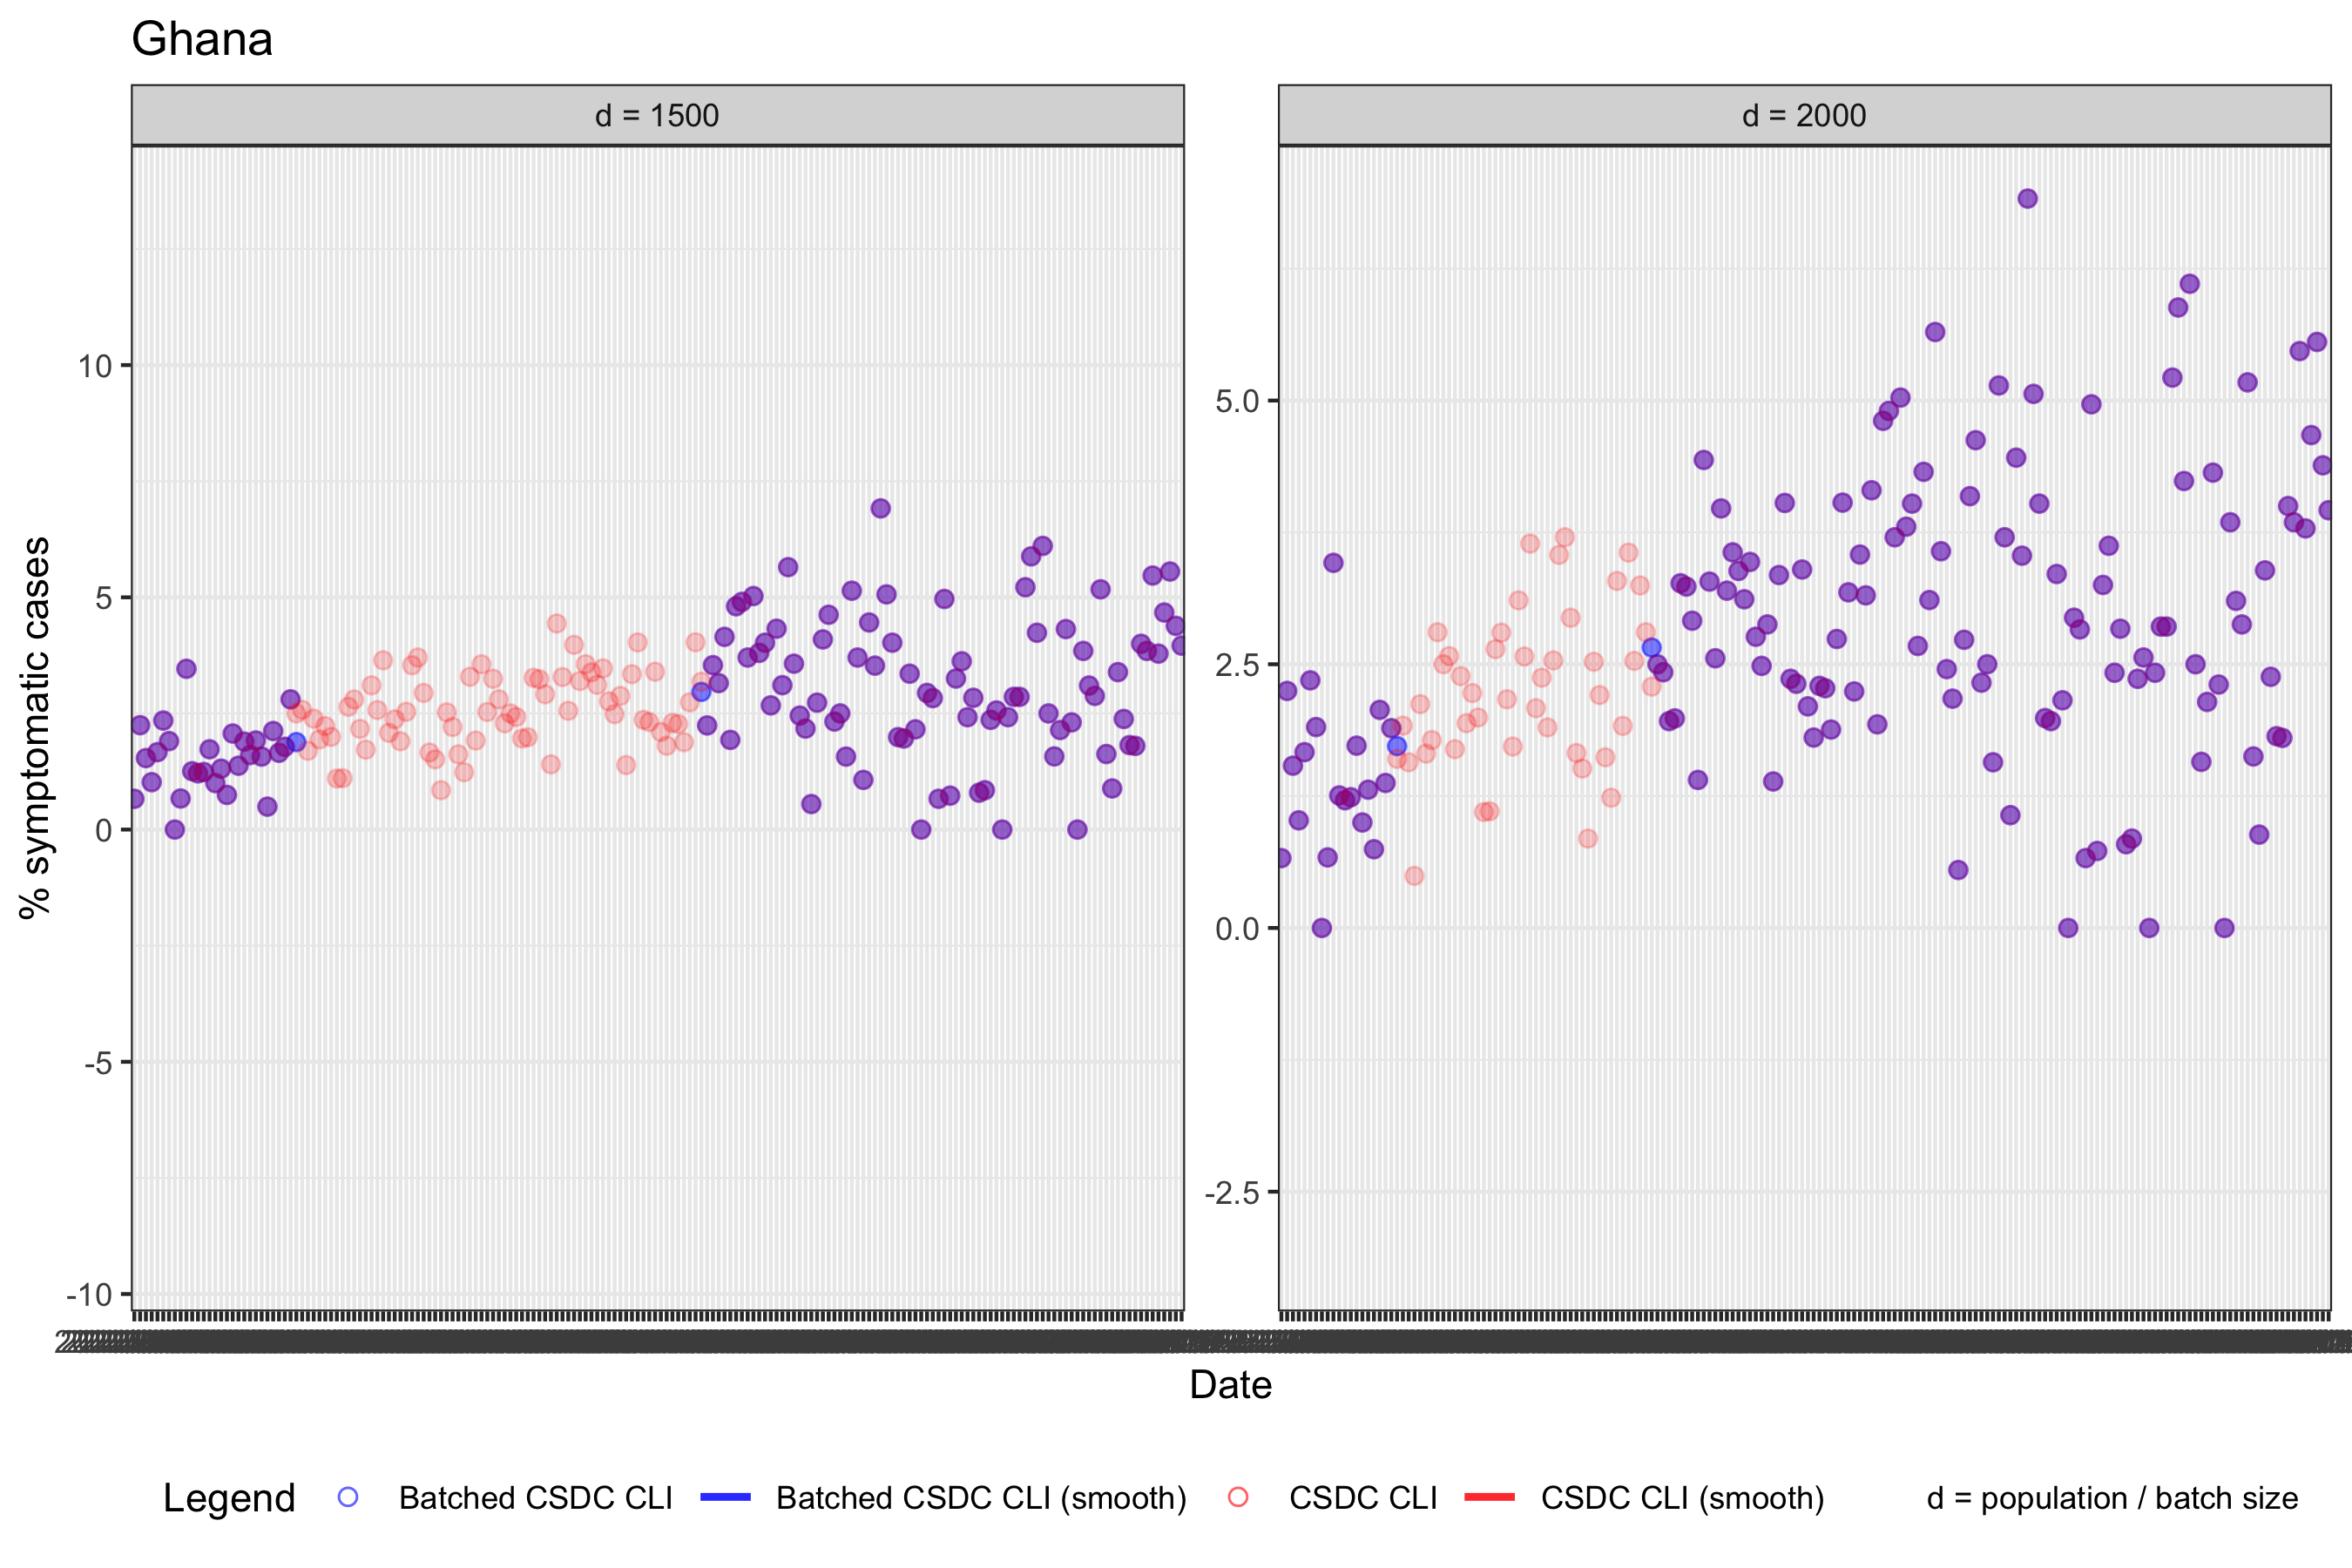 Ghana
d = 1500
d = 2000
% symptomatic cases
10
5
0
-5
-10
5.0
2.5
0.0
-2.5
Date
Legend
Batched CSDC CLI
Batched CSDC CLI (smooth)
CSDC CLI
CSDC CLI (smooth)
d = population / batch size